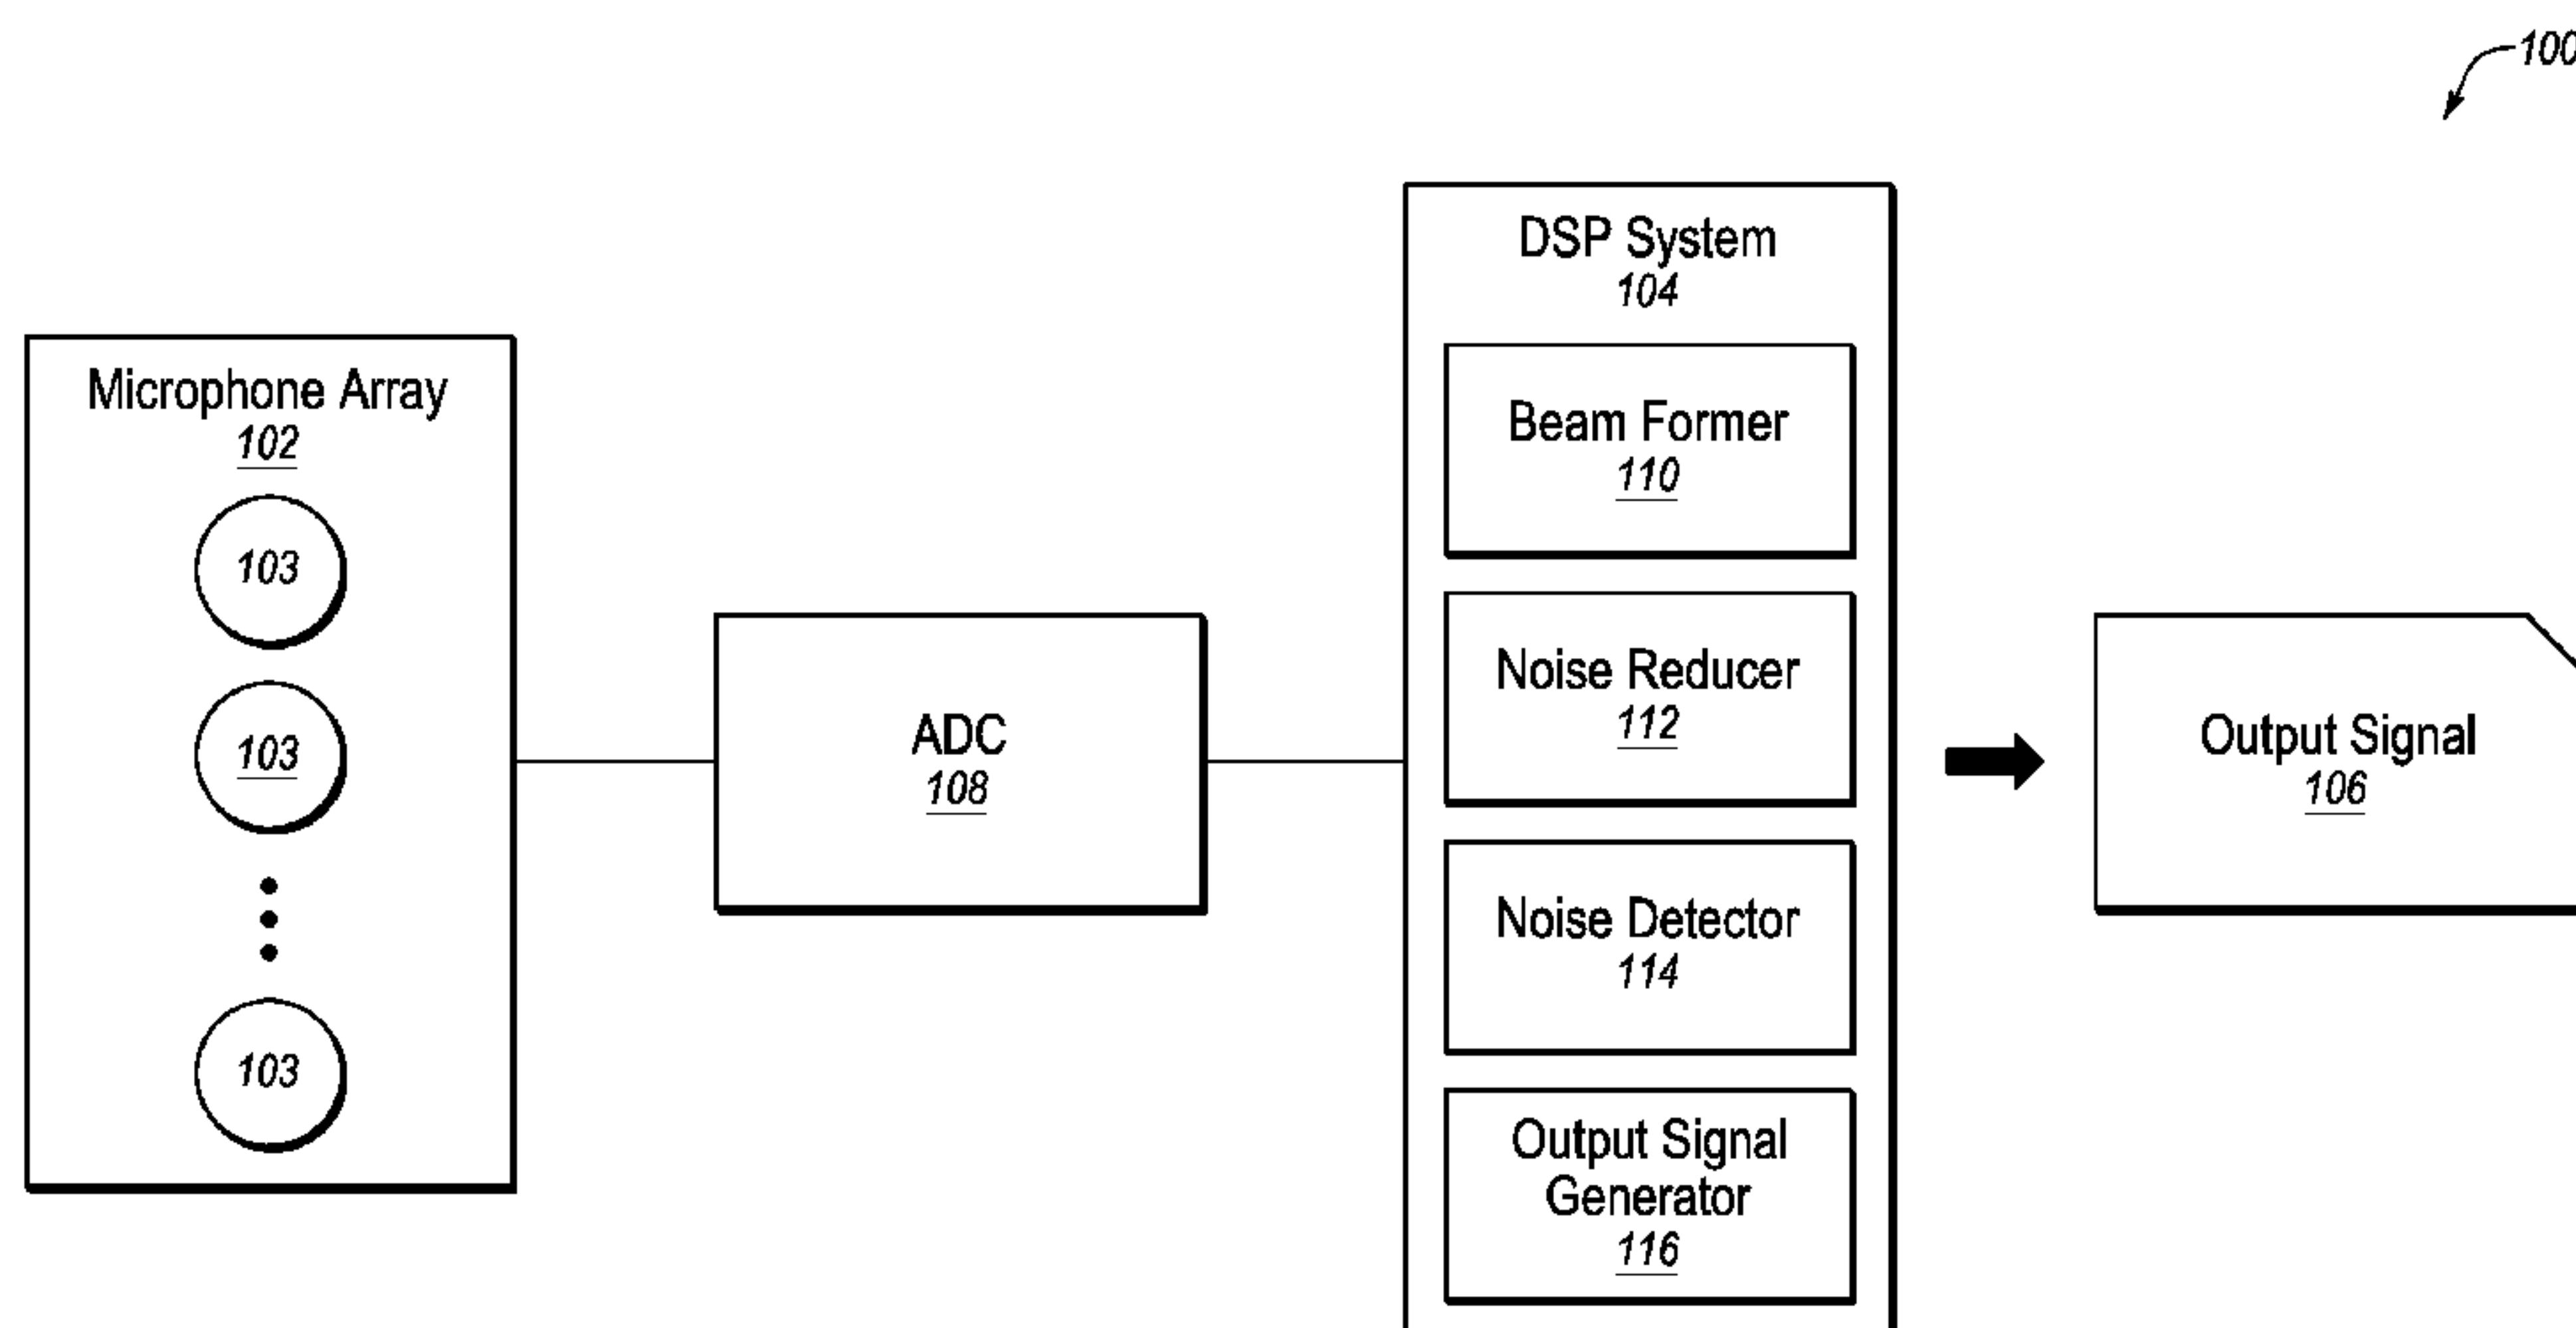 100
Microphone Array
102
103
103
103
ADC
108
DSP System
104
Beam Former
110
Noise Reducer
112
Noise Detector
114
Output Signal
Generator
116
Output Signal
106